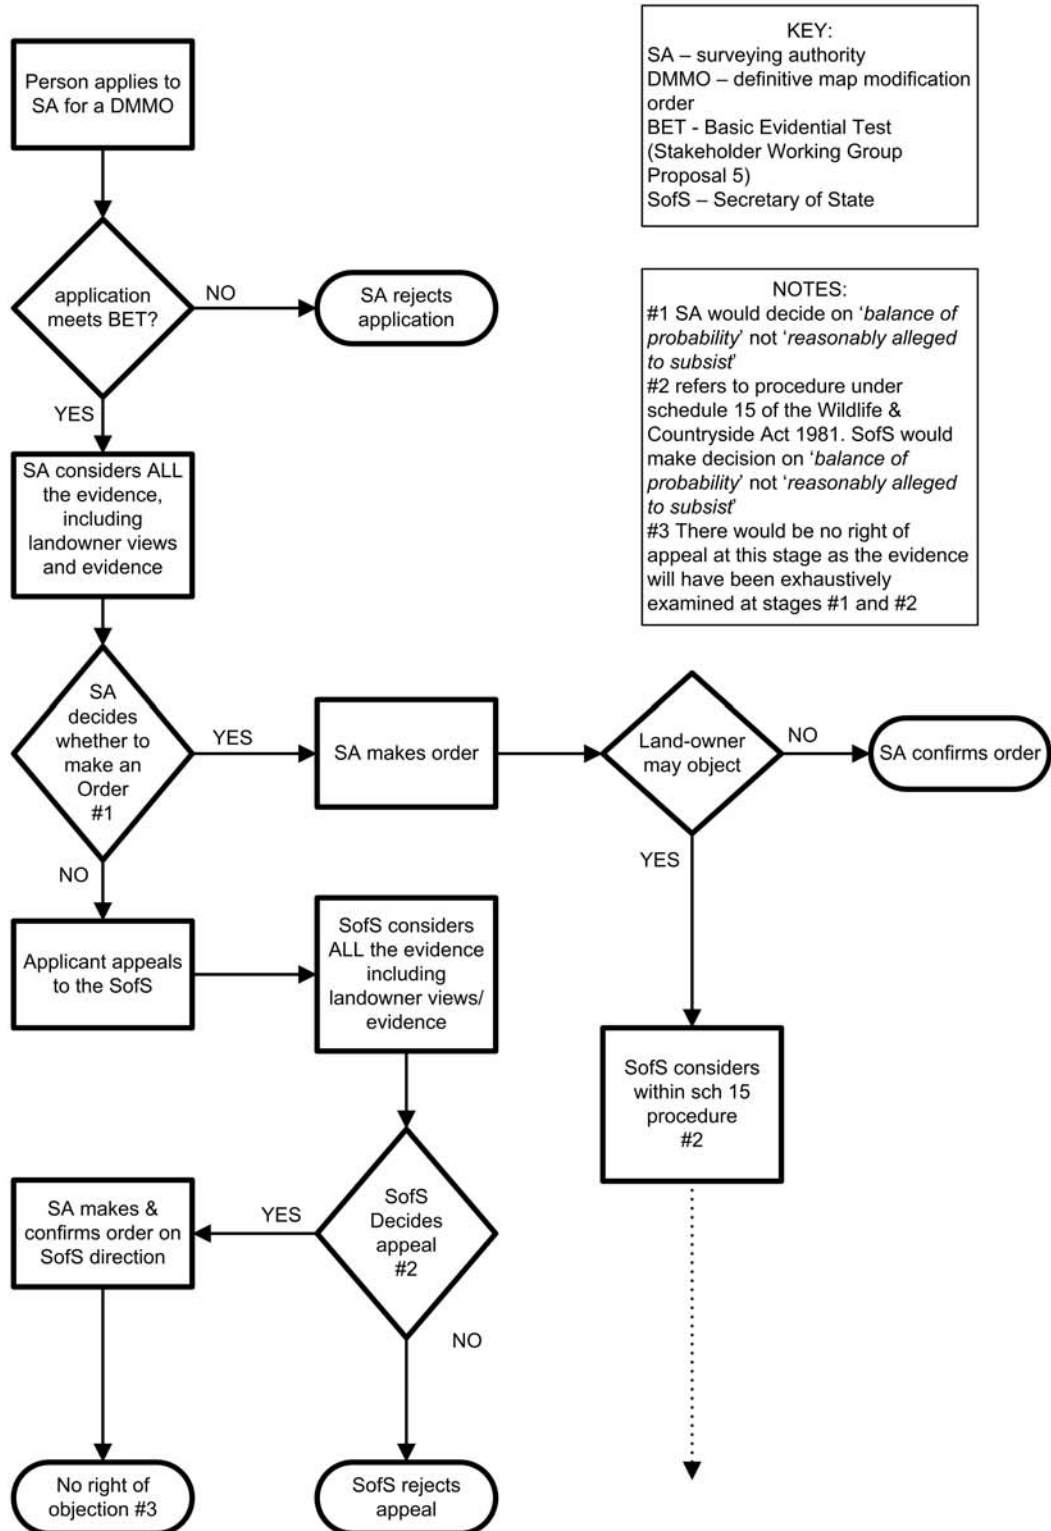 Person applies to
SA for a DMMO
KEY:
SA – surveying authority
DMMO – definitive map modification
order
BET - Basic Evidential Test
(Stakeholder Working Group
Proposal 5)
SofS – Secretary of State
application
meets BET?
NO
SA rejects
application
YES
NOTES:
#1 SA would decide on ‘balance of
probability’ not ‘reasonably alleged
to subsist’
#2 refers to procedure under
schedule 15 of the Wildlife &
Countryside Act 1981. SofS would
make decision on ‘balance of
probability’ not ‘reasonably alleged
to subsist’
#3 There would be no right of
appeal at this stage as the evidence
will have been exhaustively
examined at stages #1 and #2
SA considers ALL
the evidence,
including
landowner views
and evidence
SA
decides
whether to
make an
Order
#1
YES
SA makes order
Land-owner
may object
NO
SA confirms order
NO
YES
Applicant appeals
to the SofS
SofS considers
ALL the evidence
including
landowner views/
evidence
SofS considers
within sch 15
procedure
#2
SofS
Decides
appeal
#2
YES
SA makes &
confirms order on
SofS direction
NO
No right of
objection #3
SofS rejects
appeal